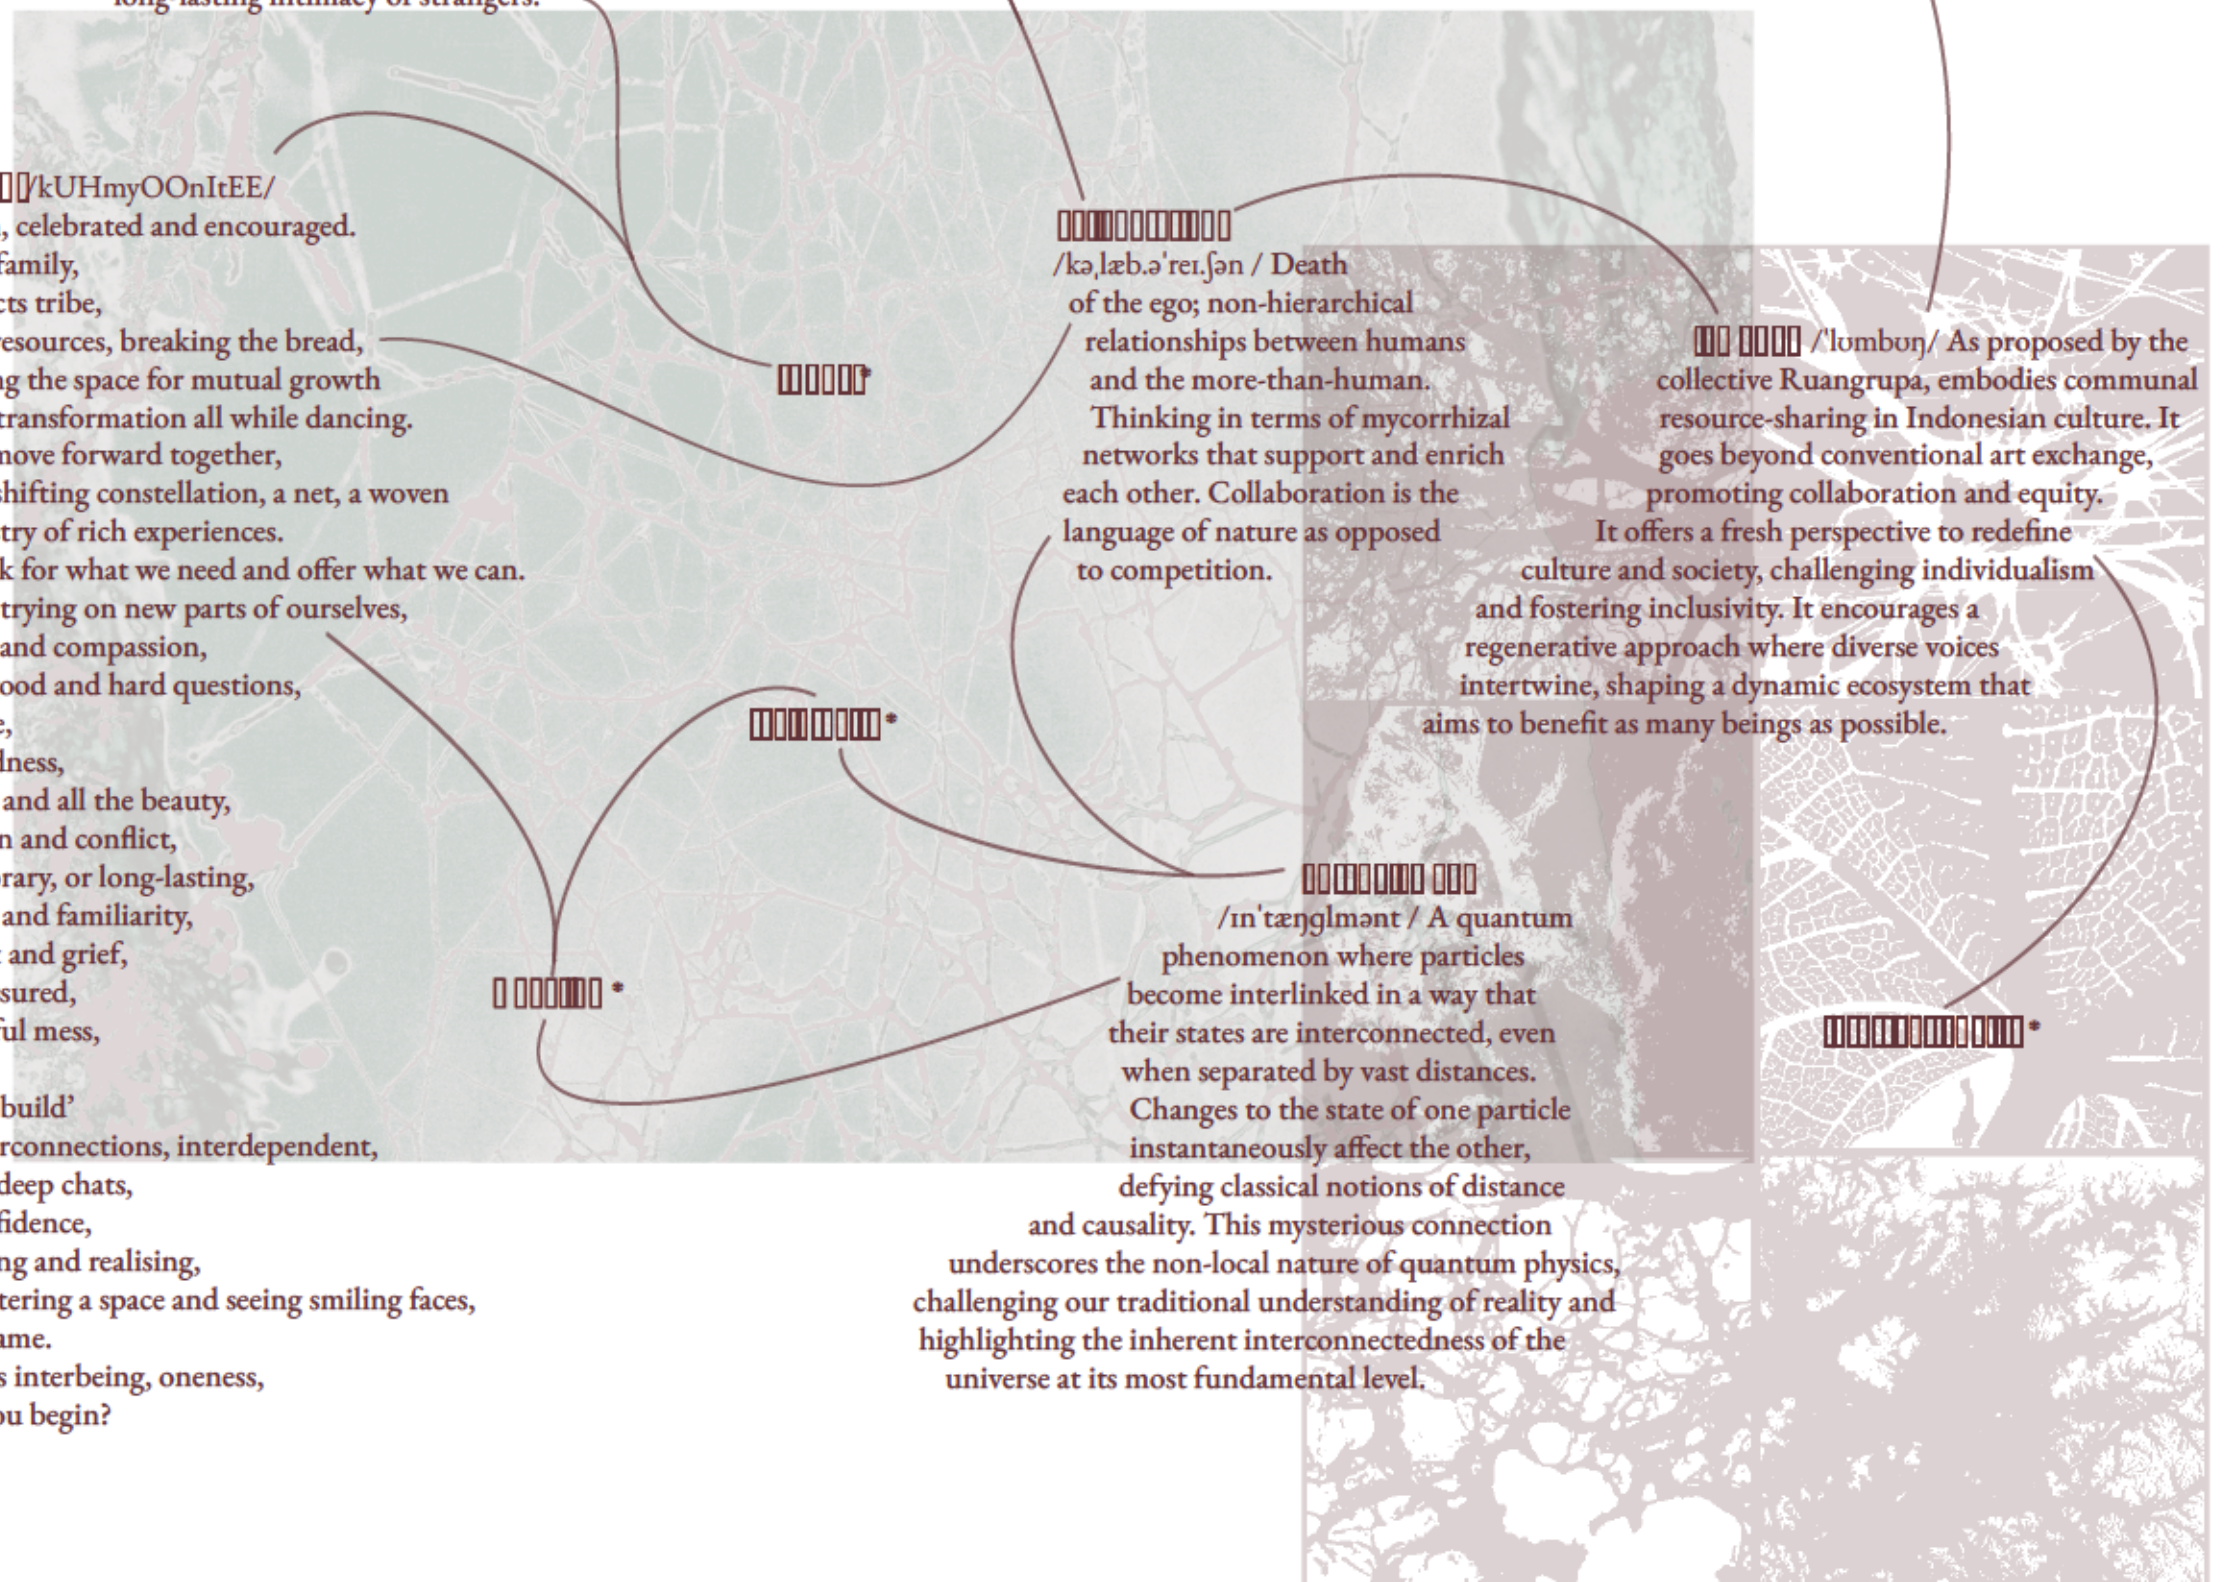 long-lasting intimacy of strangers.
/kUHmyOOnItEE/
, celebrated and encouraged.
family,
cts tribe,
resources, breaking the bread,
ng the space for mutual growth
transformation all while dancing.
move forward together,
shifting constellation, a net, a woven
try of rich experiences.
k for what we need and offer what we can.
trying on new parts of ourselves,
and compassion,
ood and hard questions,
e,
lness,
and all the beauty,
n and conflict,
rary, or long-lasting,
and familiarity,
t and grief,
sured,
ful mess,
build’
rconnections, interdependent,
deep chats,
fidence,
ng and realising,
tering a space and seeing smiling faces,
ame.
s interbeing, oneness,
ou begin?
*
*
*
/kəˌlæb.əˈreɪ.ʃən / Death
of the ego; non-hierarchical
relationships between humans
and the more-than-human.
Thinking in terms of mycorrhizal
networks that support and enrich
each other. Collaboration is the
language of nature as opposed
to competition.
/ˈlʊmbʊŋ/ As proposed by the
collective Ruangrupa, embodies communal
resource-sharing in Indonesian culture. It
goes beyond conventional art exchange,
promoting collaboration and equity.
It offers a fresh perspective to redefine
culture and society, challenging individualism
and fostering inclusivity. It encourages a
regenerative approach where diverse voices
intertwine, shaping a dynamic ecosystem that
aims to benefit as many beings as possible.
/ɪnˈtæŋɡlmənt / A quantum
phenomenon where particles
become interlinked in a way that
their states are interconnected, even
when separated by vast distances.
Changes to the state of one particle
instantaneously affect the other,
defying classical notions of distance
and causality. This mysterious connection
underscores the non-local nature of quantum physics,
challenging our traditional understanding of reality and
highlighting the inherent interconnectedness of the
universe at its most fundamental level.
*